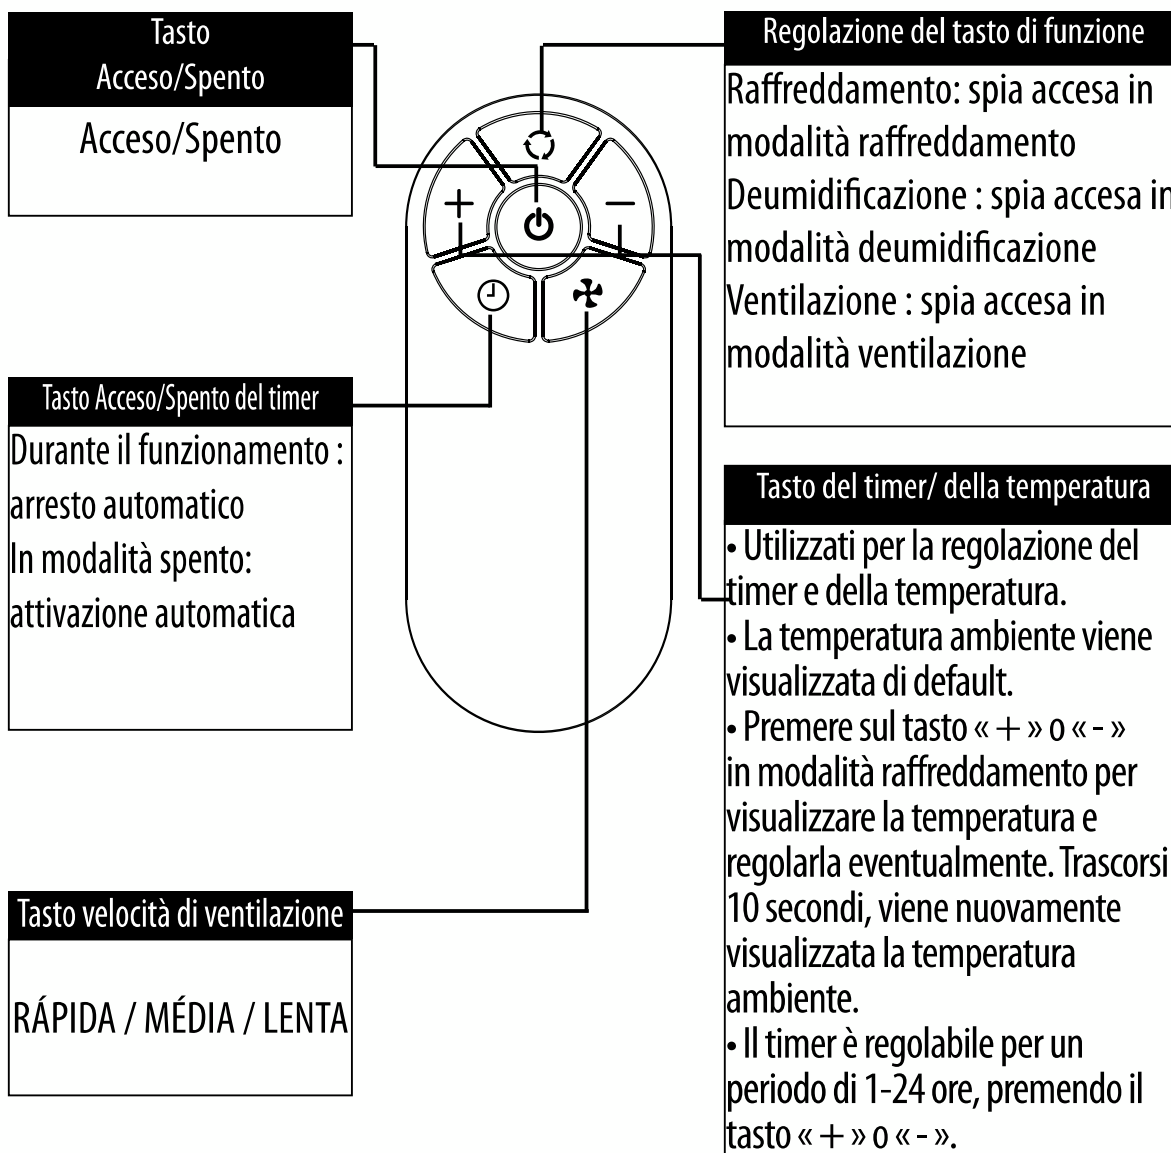 Tasto
Acceso/Spento
Acceso/Spento
Tasto Acceso/Spento del timer
Durante il funzionamento :
arresto automatico
In modalità spento:
attivazione automatica
Tasto velocità di ventilazione
RÁPIDA / MÉDIA / LENTA
Regolazione del tasto di funzione
Raffreddamento: spia accesa in
modalità raffreddamento
Deumidificazione : spia accesa in
modalità deumidificazione
Ventilazione : spia accesa in
modalità ventilazione
Tasto del timer/ della temperatura
• Utilizzati per la regolazione del
timer e della temperatura.
• La temperatura ambiente viene
visualizzata di default.
• Premere sul tasto « + » o « - »
in modalità raffreddamento per
visualizzare la temperatura e
regolarla eventualmente. Trascorsi
10 secondi, viene nuovamente
visualizzata la temperatura
ambiente.
• Il timer è regolabile per un
periodo di 1-24 ore, premendo il
tasto « + » o « - ».